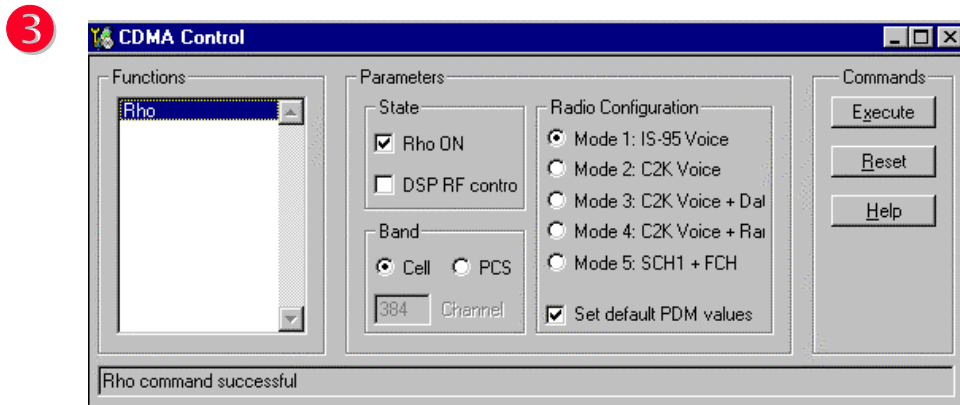 3
CDMA Control
Functions
Rho
Parameters
State
Rho ON
DSP RF contro
Band
Cell PCS
384 Channel
Radio Configuration
Mode 1: IS-95 Voice
Mode 2: C2K Voice
Mode 3: C2K Voice + Dat
Mode 4: C2K Voice + Rai
Mode 5: SCH1 + FCH
Set default PDM values
Commands
Execute
Reset
Help
Rho command successful